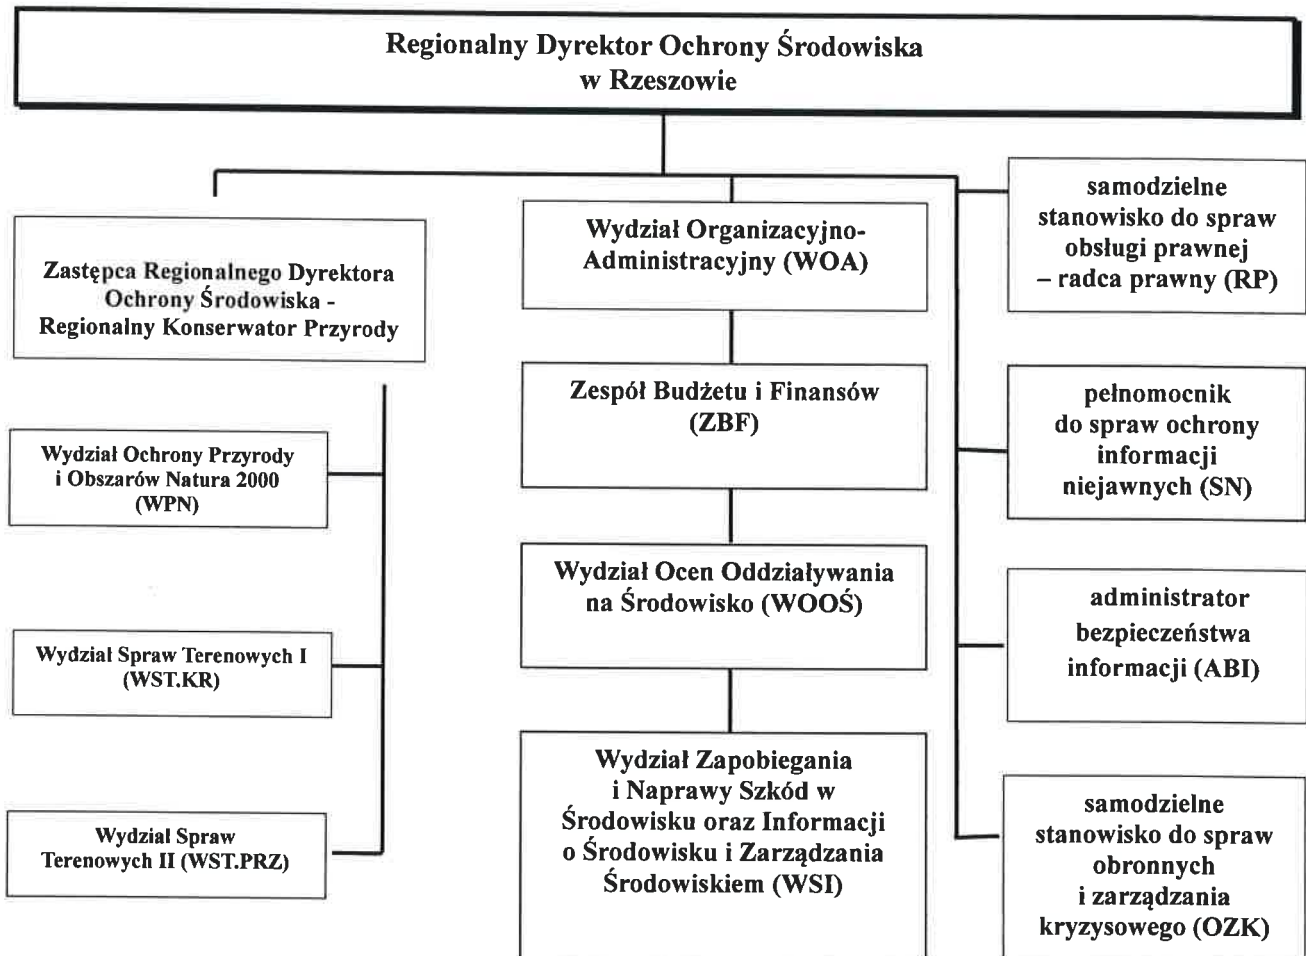 Regionalny Dyrektor Ochrony Środowiska
w Rzeszowie
Zastępca Regionalnego Dyrektora
Ochrony Środowiska -
Regionalny Konserwator Przyrody
Wydział Ochrony Przyrody
i Obszarów Natura 2000
(WPN)
Wydział Spraw Terenowych I
(WST.KR)
Wydział Spraw
Terenowych II (WST.PRZ)
Wydział Organizacyjno-
Administracyjny (WOA)
Zespół Budżetu i Finansów
(ZBF)
Wydział Ocen Oddziaływania
na Środowisko (WOOŚ)
Wydział Zapobiegania
i Naprawy Szkód w
Środowisku oraz Informacji
o Środowisku i Zarządzania
Środowiskiem (WSI)
samodzielne
stanowisko do spraw
obsługi prawnej
– radca prawny (RP)
pełnomocnik
do spraw ochrony
informacji
niejawnych (SN)
administrator
bezpieczeństwa
informacji (ABI)
samodzielne
stanowisko do spraw
obronnych
i zarządzania
kryzysowego (OZK)